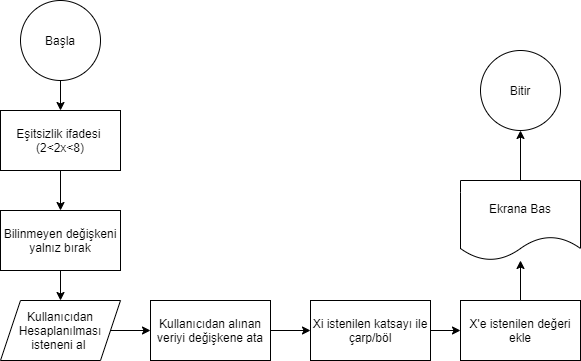 Başla
Eşitsizlik ifadesi
(2<2x<8)
Bilinmeyen değişkeni
yalnız bırak
Kullanıcıdan
Hesaplanılması
isteneni al
Kullanıcıdan alınan
veriyi değişkene ata
Xi istenilen katsayı ile
çarp/böl
X'e istenilen değeri
ekle
Ekrana Bas
Bitir